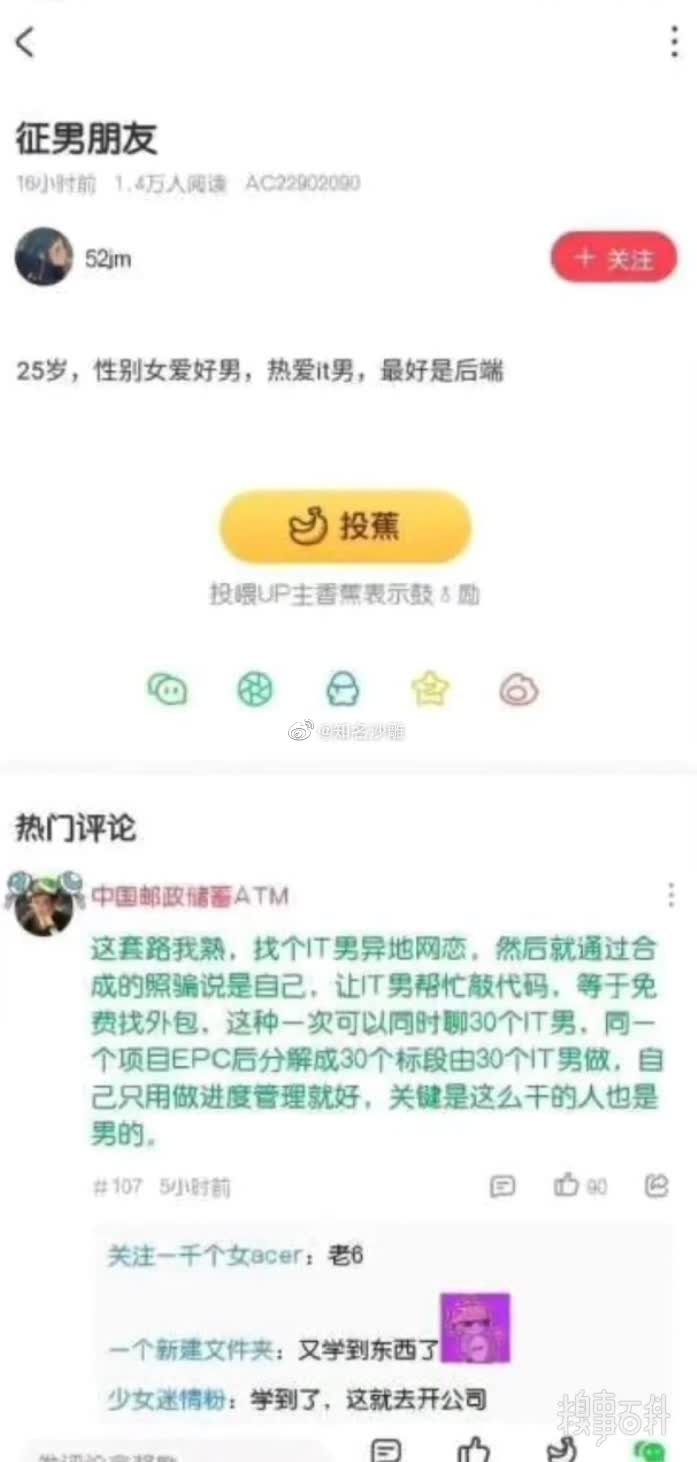 征男朋友
16小时前 1.4万人阅读 AC22902090
52jm
+ 关注
25岁，性别女爱好男，热爱it男，最好是后端
投蕉
投喂UP主香蕉表示鼓励
@知名沙雕
热门评论
中国邮政储蓄ATM
这套路我熟，找个IT男异地网恋，然后就通过合
成的照骗说是自己，让IT男帮忙敲代码，等于免
费找外包，这种一次可以同时聊30个IT男，同一
个项目EPC后分解成30个标段由30个IT男做，自
己只用做进度管理就好，关键是这么干的人也是
男的。
#107 5小时前 90
关注一千个女acer：老6
一个新建文件夹：又学到东西了
少女迷情粉：学到了，这就去开公司
糗事百科